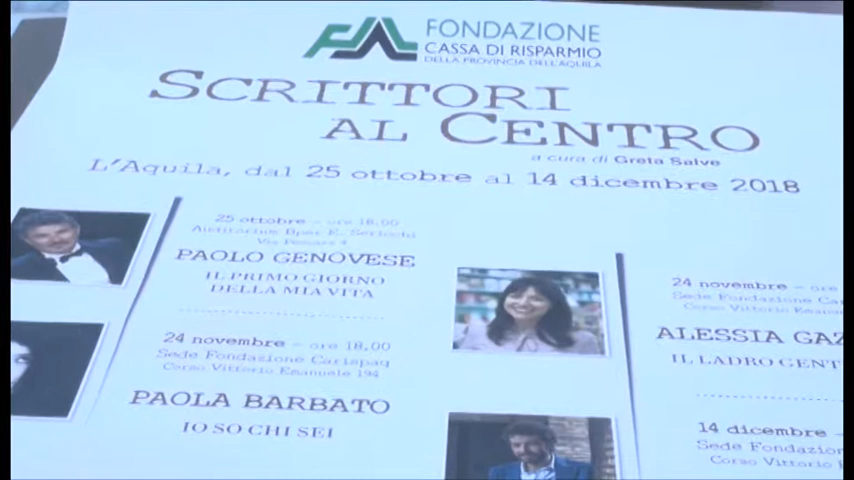 FONDAZIONE
CASSA DI RISPARMIO
DELLA PROVINCIA DELL'AQUILA
SCRITTORI
AL CENTRO
a cura di Greta Salve
L'Aquila, dal 25 ottobre al 14 dicembre 2018
25 ottobre – ore 18.00
Auditorium Bper E. Sericchi
Via Pescara 4
PAOLO GENOVESE
IL PRIMO GIORNO
DELLA MIA VITA
24 novembre – ore 18.00
Sede Fondazione Carispaq
Corso Vittorio Emanuele 194
PAOLA BARBATO
IO SO CHI SEI
24 novembre – ore
Sede Fondazione
Corso Vittorio
ALESSIA
IL LADRO
14 dicembre –
Sede Fondazione
Corso Vittorio